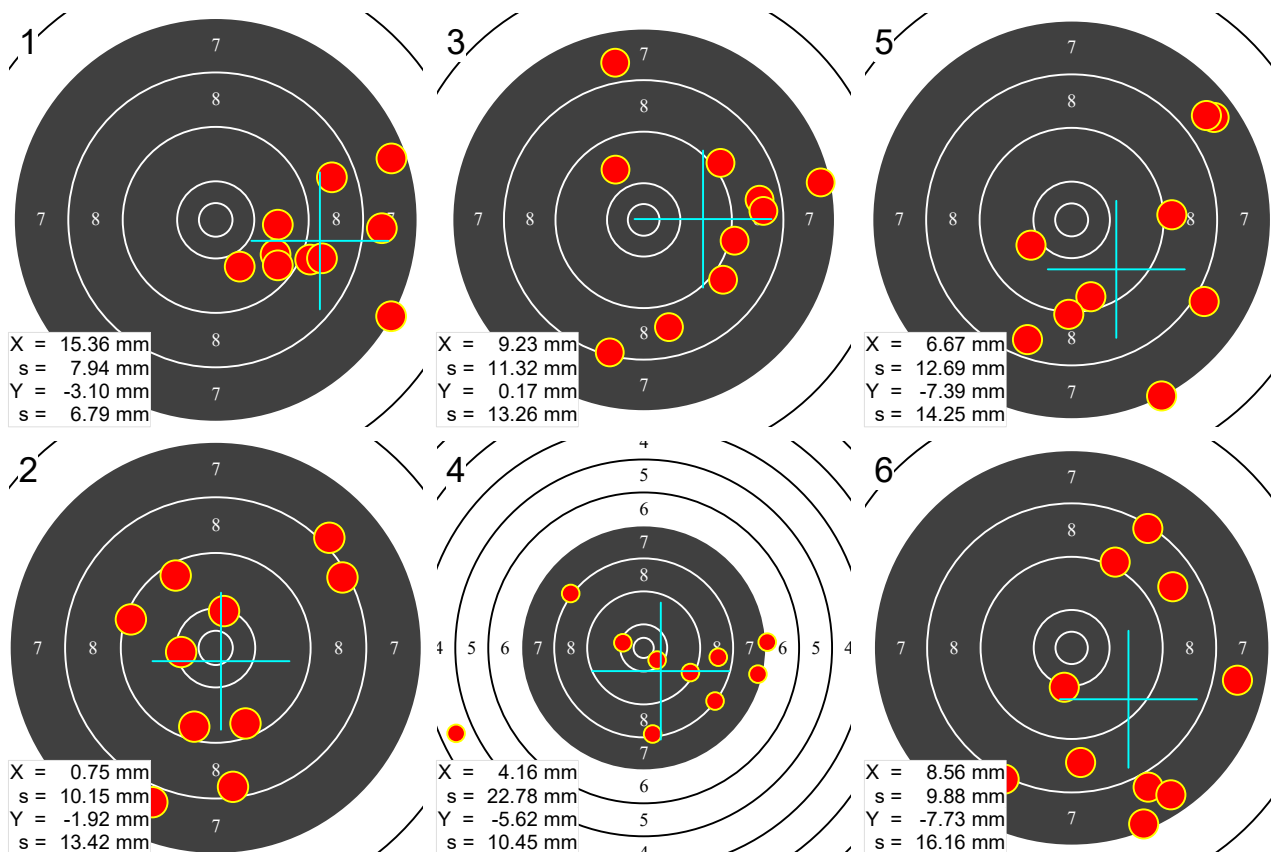 1
7
8
7 8 8 7
8
7
X = 15.36 mm
s = 7.94 mm
Y = -3.10 mm
s = 6.79 mm
3
7
8
7 8 7
8
7
X = 9.23 mm
s = 11.32 mm
Y = 0.17 mm
s = 13.26 mm
5
7
8
7 8 8 7
8
7
X = 6.67 mm
s = 12.69 mm
Y = -7.39 mm
s = 14.25 mm
2
7
8
7 8 8 7
8
7
X = 0.75 mm
s = 10.15 mm
Y = -1.92 mm
s = 13.42 mm
4
4
5
6
7
8
4 5 6 7 8 8 7 6 5 4
8
7
6
5
4
X = 4.16 mm
s = 22.78 mm
Y = -5.62 mm
s = 10.45 mm
6
7
8
7 8 8 7
7
X = 8.56 mm
s = 9.88 mm
Y = -7.73 mm
s = 16.16 mm